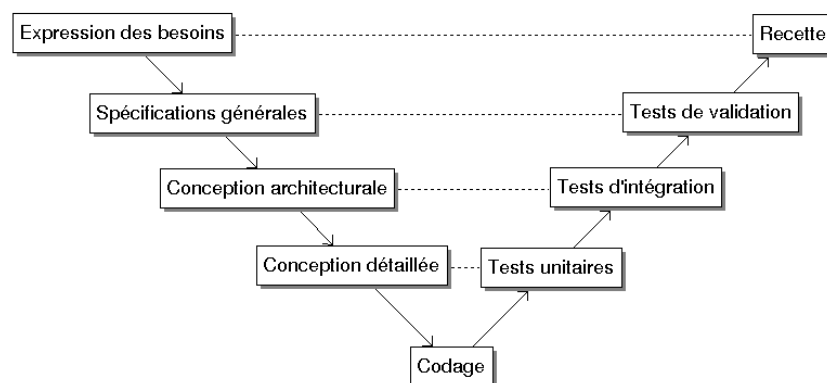 Expression des besoins
Recette
Spécifications générales
Tests de validation
Conception architecturale
Tests d'intégration
Conception détaillée
Tests unitaires
Codage